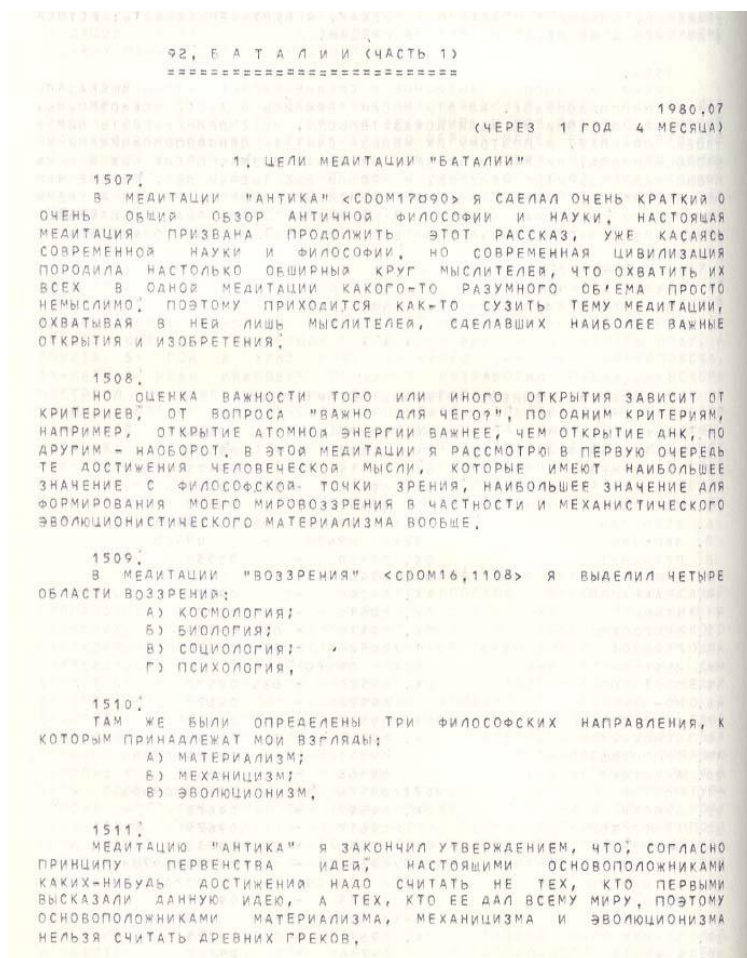 92, Б А Т А Л И И (ЧАСТЬ 1)
============================
1980,07
(ЧЕРЕЗ 1 ГОД 4 МЕСЯЦА)
1, ЦЕЛИ МЕДИТАЦИИ "БАТАЛИИ"
1507.
В МЕДИТАЦИИ "АНТИКА" <CDOM17090> Я СДЕЛАЛ ОЧЕНЬ КРАТКИЙ О
ОЧЕНЬ ОБЩИЙ ОБЗОР АНТИЧНОЙ ФИЛОСОФИИ И НАУКИ, НАСТОЯЩАЯ
МЕДИТАЦИЯ ПРИЗВАНА ПРОДОЛЖИТЬ ЭТОТ РАССКАЗ, УЖЕ КАСАЯСЬ
СОВРЕМЕННОЙ НАУКИ И ФИЛОСОФИИ, НО СОВРЕМЕННАЯ ЦИВИЛИЗАЦИЯ
ПОРОДИЛА НАСТОЛЬКО ОБШИРНЫЙ КРУГ МЫСЛИТЕЛЕЙ, ЧТО ОХВАТИТЬ ИХ
ВСЕХ В ОДНОЙ МЕДИТАЦИИ КАКОГО-ТО РАЗУМНОГО ОБ'ЕМА ПРОСТО
НЕМЫСЛИМО, ПОЭТОМУ ПРИХОДИТСЯ КАК-ТО СУЗИТЬ ТЕМУ МЕДИТАЦИИ,
ОХВАТЫВАЯ В НЕЙ ЛИШЬ МЫСЛИТЕЛЕЙ, СДЕЛАВШИХ НАИБОЛЕЕ ВАЖНЫЕ
ОТКРЫТИЯ И ИЗОБРЕТЕНИЯ,
1508.
НО ОЦЕНКА ВАЖНОСТИ ТОГО ИЛИ ИНОГО ОТКРЫТИЯ ЗАВИСИТ ОТ
КРИТЕРИЕВ, ОТ ВОПРОСА "ВАЖНО ДЛЯ ЧЕГО?", ПО ОДНИМ КРИТЕРИЯМ,
НАПРИМЕР, ОТКРЫТИЕ АТОМНОЙ ЭНЕРГИИ ВАЖНЕЕ, ЧЕМ ОТКРЫТИЕ ДНК, ПО
ДРУГИМ - НАОБОРОТ, В ЭТОЙ МЕДИТАЦИИ Я РАССМОТРЮ В ПЕРВУЮ ОЧЕРЕДЬ
ТЕ ДОСТИЖЕНИЯ ЧЕЛОВЕЧЕСКОЙ МЫСЛИ, КОТОРЫЕ ИМЕЮТ НАИБОЛЬШЕЕ
ЗНАЧЕНИЕ С ФИЛОСОФСКОЙ ТОЧКИ ЗРЕНИЯ, НАИБОЛЬШЕЕ ЗНАЧЕНИЕ ДЛЯ
ФОРМИРОВАНИЯ МОЕГО МИРОВОЗЗРЕНИЯ В ЧАСТНОСТИ И МЕХАНИСТИЧЕСКОГО
ЭВОЛЮЦИОНИСТИЧЕСКОГО МАТЕРИАЛИЗМА ВООБЩЕ,
1509.
В МЕДИТАЦИИ "ВОЗЗРЕНИЯ" <CDOM16,1108> Я ВЫДЕЛИЛ ЧЕТЫРЕ
ОБЛАСТИ ВОЗЗРЕНИЙ:
А) КОСМОЛОГИЯ;
Б) БИОЛОГИЯ;
В) СОЦИОЛОГИЯ;
Г) ПСИХОЛОГИЯ,
1510.
ТАМ ЖЕ БЫЛИ ОПРЕДЕЛЕНЫ ТРИ ФИЛОСОФСКИХ НАПРАВЛЕНИЯ, К
КОТОРЫМ ПРИНАДЛЕЖАТ МОИ ВЗГЛЯДЫ:
А) МАТЕРИАЛИЗМ;
Б) МЕХАНИЦИЗМ;
В) ЭВОЛЮЦИОНИЗМ,
1511.
МЕДИТАЦИЮ "АНТИКА" Я ЗАКОНЧИЛ УТВЕРЖДЕНИЕМ, ЧТО, СОГЛАСНО
ПРИНЦИПУ ПЕРВЕНСТВА ИДЕЙ, НАСТОЯЩИМИ ОСНОВОПОЛОЖНИКАМИ
КАКИХ-НИБУДЬ ДОСТИЖЕНИЙ НАДО СЧИТАТЬ НЕ ТЕХ, КТО ПЕРВЫМИ
ВЫСКАЗАЛИ ДАННУЮ ИДЕЮ, А ТЕХ, КТО ЕЕ ДАЛ ВСЕМУ МИРУ, ПОЭТОМУ
ОСНОВОПОЛОЖНИКАМИ МАТЕРИАЛИЗМА, МЕХАНИЦИЗМА И ЭВОЛЮЦИОНИЗМА
НЕЛЬЗЯ СЧИТАТЬ ДРЕВНИХ ГРЕКОВ,